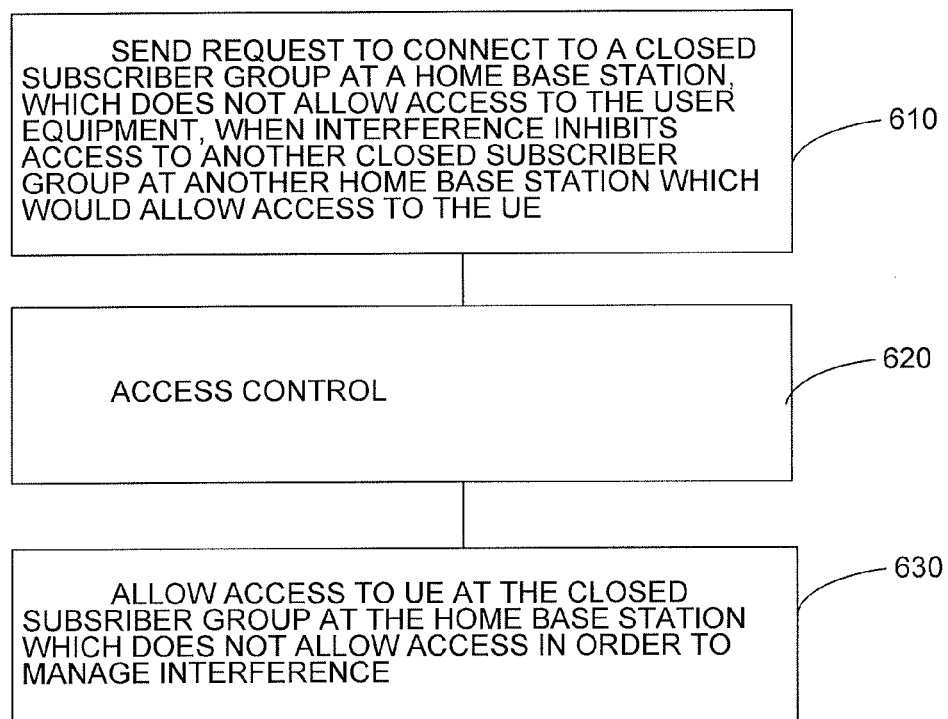 SEND REQUEST TO CONNECT TO A CLOSED
SUBSCRIBER GROUP AT A HOME BASE STATION,
WHICH DOES NOT ALLOW ACCESS TO THE USER
EQUIPMENT, WHEN INTERFERENCE INHIBITS
ACCESS TO ANOTHER CLOSED SUBSCRIBER
GROUP AT ANOTHER HOME BASE STATION WHICH
WOULD ALLOW ACCESS TO THE UE
610
ACCESS CONTROL
620
ALLOW ACCESS TO UE AT THE CLOSED
SUBSRIBER GROUP AT THE HOME BASE STATION
WHICH DOES NOT ALLOW ACCESS IN ORDER TO
MANAGE INTERFERENCE
630